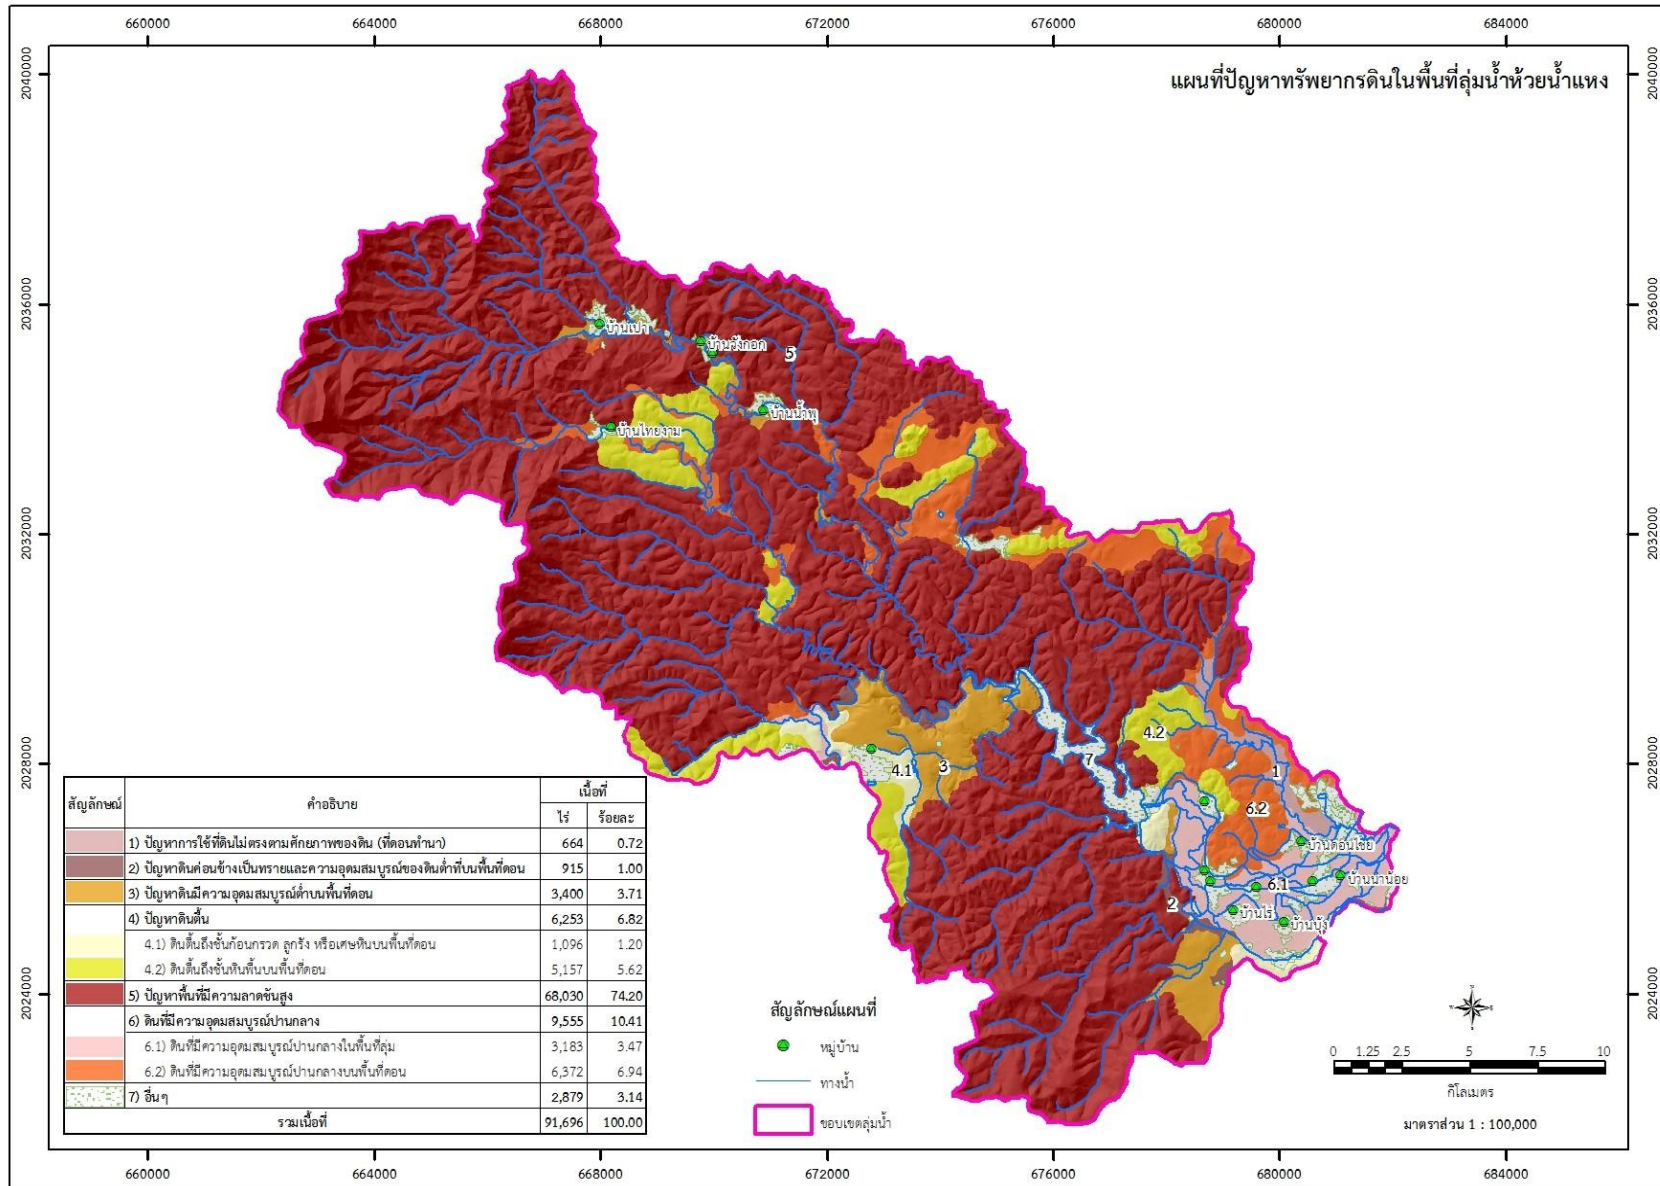 660000 664000 668000 672000 676000 680000 684000
แผนที่ปัญหาทรัพยากรดินในพื้นที่ลุ่มน้ำห้วยน้ำแหง
2040000 2040000
2036000 2036000
2032000 2032000
2028000 2028000
2024000 2024000
บ้านเปา
บ้านวังกอก
5
บ้านน้ำพุ
บ้านไทยงาม
4.2
7
4.1
3
1
6.2
บ้านดอนไชย
6.1
บ้านนาน้อย
2
บ้านไร่
บ้านบุ้ง
สัญลักษณ์ คำอธิบาย เนื้อที่
ไร่ ร้อยละ
1) ปัญหาการใช้ที่ดินไม่ตรงตามศักยภาพของดิน (ที่ดอนทำนา) 664 0.72
2) ปัญหาดินค่อนข้างเป็นทรายและความอุดมสมบูรณ์ของดินต่ำที่บนพื้นที่ดอน 915 1.00
3) ปัญหาดินมีความอุดมสมบูรณ์ต่ำบนพื้นที่ดอน 3,400 3.71
4) ปัญหาดินตื้น 6,253 6.82
4.1) ดินตื้นถึงชั้นก้อนกรวด ลูกรัง หรือเศษหินบนพื้นที่ดอน 1,096 1.20
4.2) ดินตื้นถึงชั้นหินพื้นบนพื้นที่ดอน 5,157 5.62
5) ปัญหาพื้นที่มีความลาดชันสูง 68,030 74.20
6) ดินที่มีความอุดมสมบูรณ์ปานกลาง 9,555 10.41
6.1) ดินที่มีความอุดมสมบูรณ์ปานกลางในพื้นที่ลุ่ม 3,183 3.47
6.2) ดินที่มีความอุดมสมบูรณ์ปานกลางบนพื้นที่ดอน 6,372 6.94
7) อื่นๆ 2,879 3.14
รวมเนื้อที่ 91,696 100.00
สัญลักษณ์แผนที่
หมู่บ้าน
ทางน้ำ
ขอบเขตลุ่มน้ำ
0 1.25 2.5 5 7.5 10
กิโลเมตร
มาตราส่วน 1 : 100,000
660000 664000 668000 672000 676000 680000 684000